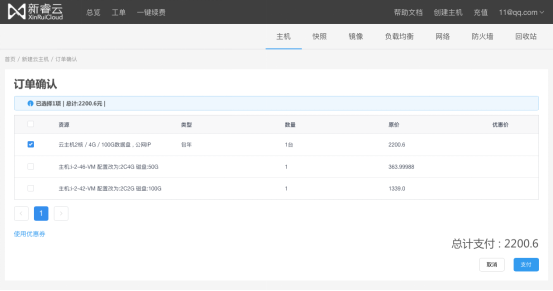 新睿云
XinRuiCloud
总览 工单 一键续费 帮助文档 创建主机 充值 11@qq.com
主机 快照 镜像 负载均衡 网络 防火墙 回收站
首页 / 新建云主机 / 订单确认
订单确认
已选择1项 | 总计:2200.6元 |
资源 类型 数量 原价 优惠价
云主机2核 / 4G / 100G数据盘 , 公网IP 包年 1台 2200.6
主机:I-2-46-VM 配置改为:2C4G 磁盘:50G 1 363.99988
主机:I-2-42-VM 配置改为:2C2G 磁盘:100G 1 1339.0
1
使用优惠券
总计支付 : 2200.6
取消 支付